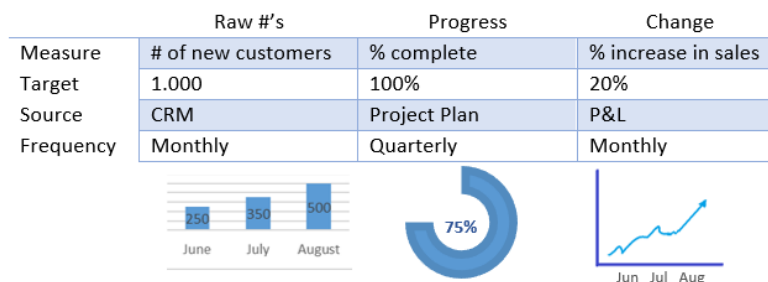 Raw #’s Progress Change
Measure # of new customers % complete % increase in sales
Target 1.000 100% 20%
Source CRM Project Plan P&L
Frequency Monthly Quarterly Monthly
250 350 500
75%
June July August
Jun Jul Aug